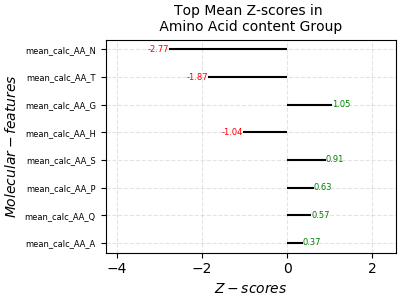 Top Mean Z-scores in
Amino Acid content Group
mean_calc_AA_N
-2.77
mean_calc_AA_T
-1.87
mean_calc_AA_G
1.05
mean_calc_AA_H
-1.04
mean_calc_AA_S
0.91
mean_calc_AA_P
0.63
mean_calc_AA_Q
0.57
mean_calc_AA_A
0.37
Molecular − features
−4 −2 0 2
Z − scores